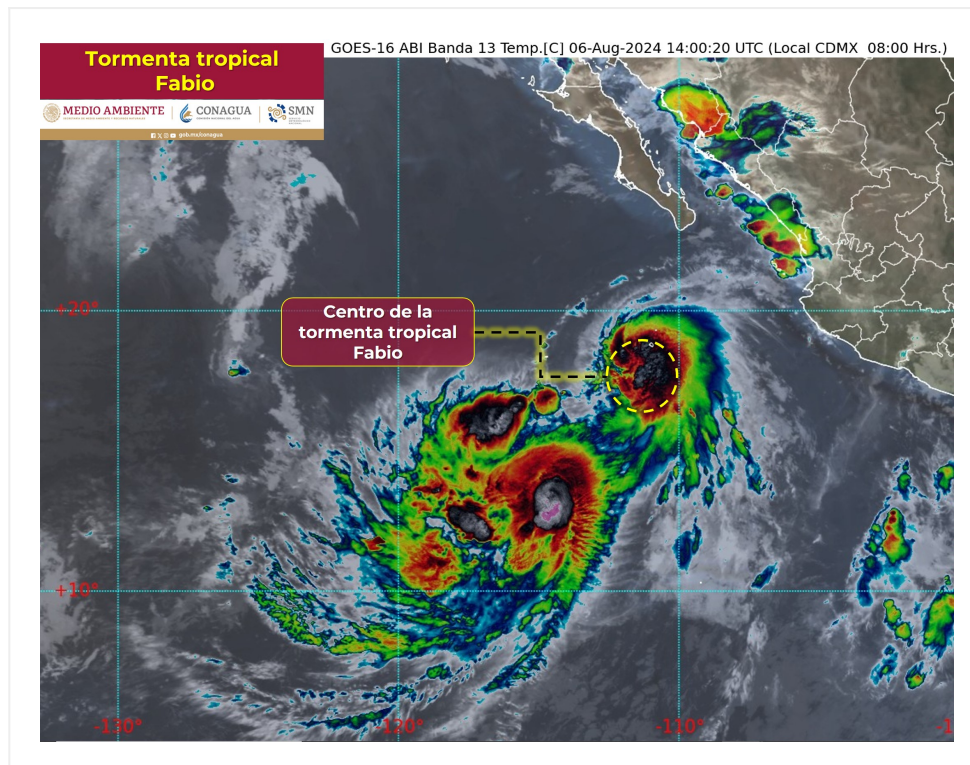 Tormenta tropical
Fabio
GOES-16 ABI Banda 13 Temp.[C] 06-Aug-2024 14:00:20 UTC (Local CDMX  08:00 Hrs.)
MEDIO AMBIENTE
CONAGUA
SMN
gob.mx/conagua
+20°
Centro de la
tormenta tropical
Fabio
+10°
-130°
-120°
-110°
-1